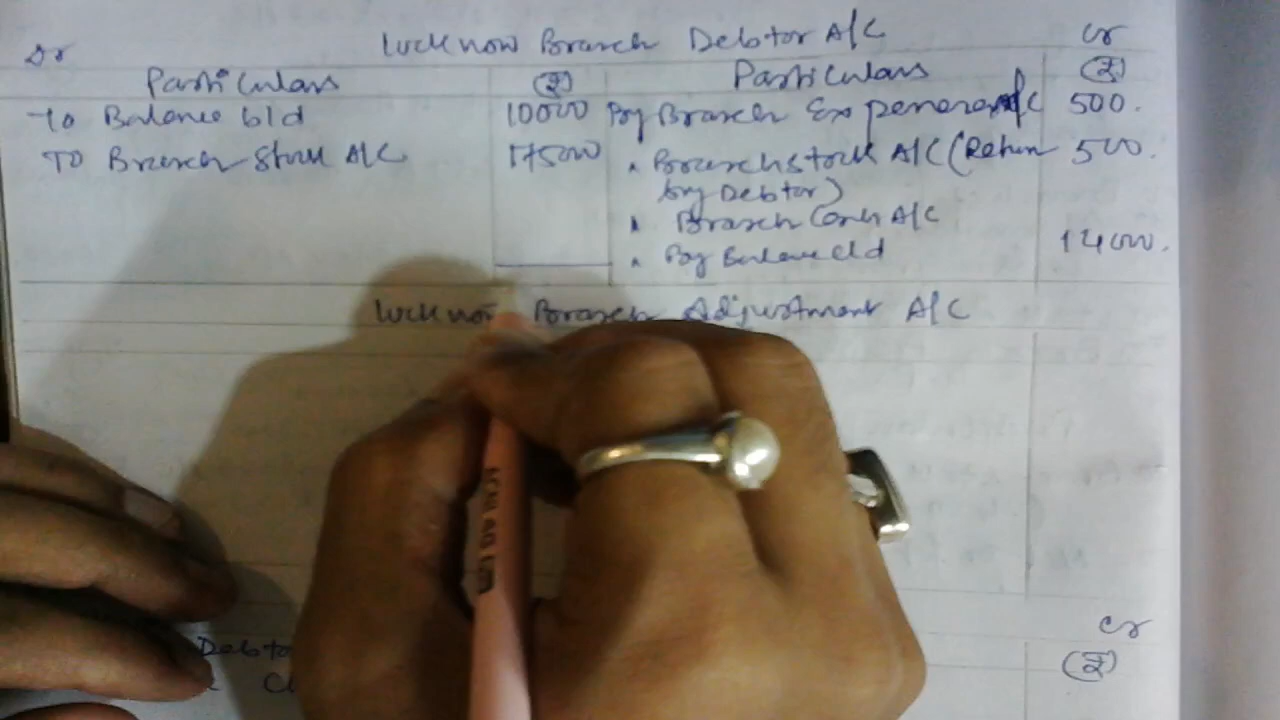 Dr Lucknow Branch Debtor A/C Cr
Particulars (₹) Particulars (₹)
To Balance b/d 10000 By Branch Expenses A/C 500.
TO Branch Stock A/C 17500 " Branch Stock A/C (Return 500.
by Debtor)
" Branch Cash A/C
" By Balance c/d 14000.
Lucknow Branch Adjustment A/C
Cr
Debto
(₹)